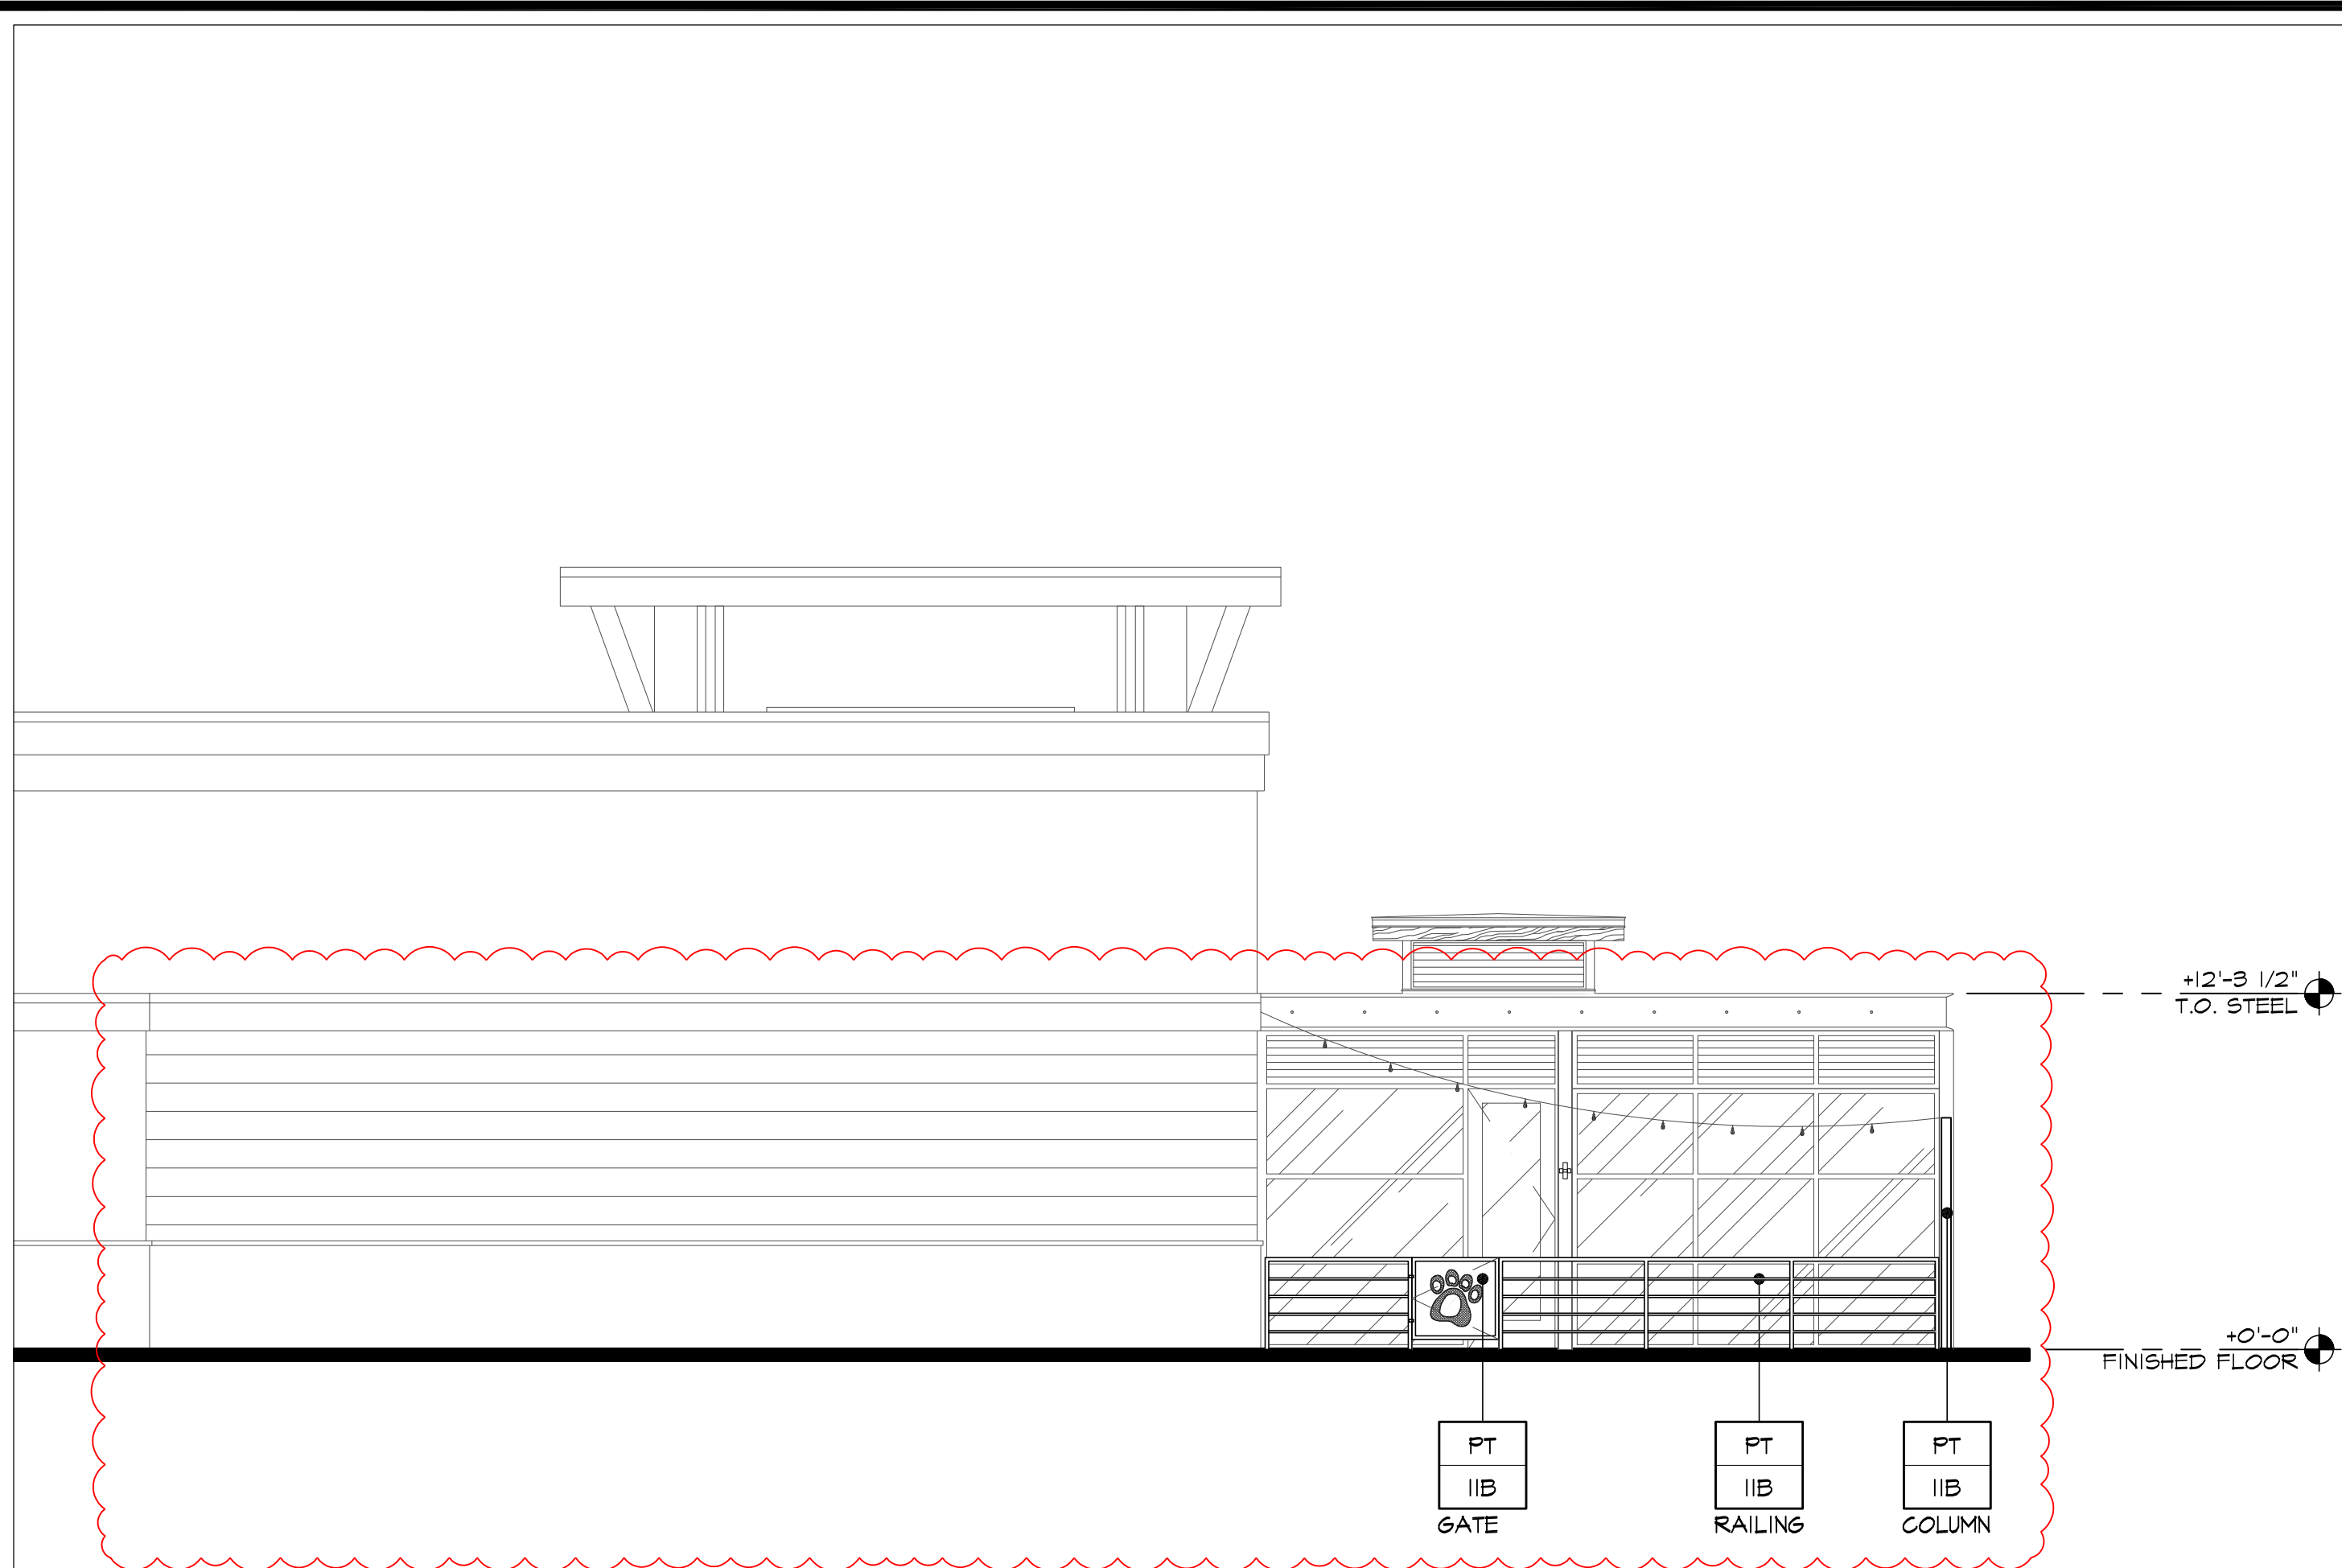 +12'-3 1/2"
T.O. STEEL
+0'-0"
FINISHED FLOOR
PT
11B
GATE
PT
11B
RAILING
PT
11B
COLUMN